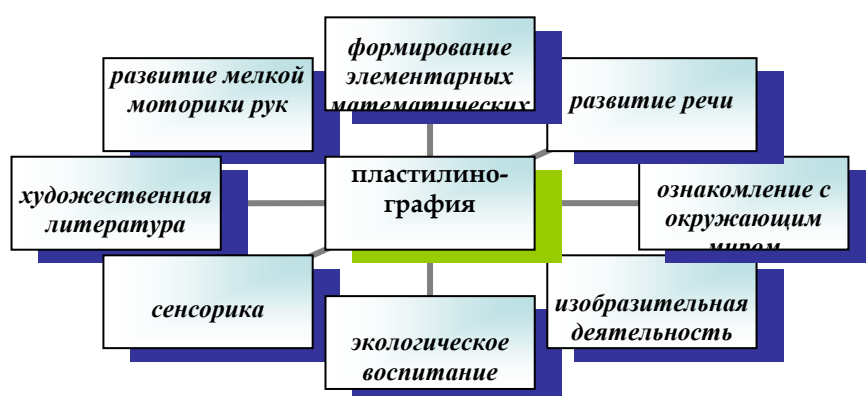 формирование
элементарных
математических
развитие мелкой
моторики рук
развитие речи
художественная
литература
пластилино-
графия
ознакомление с
окружающим
миром
сенсорика
изобразительная
деятельность
экологическое
воспитание